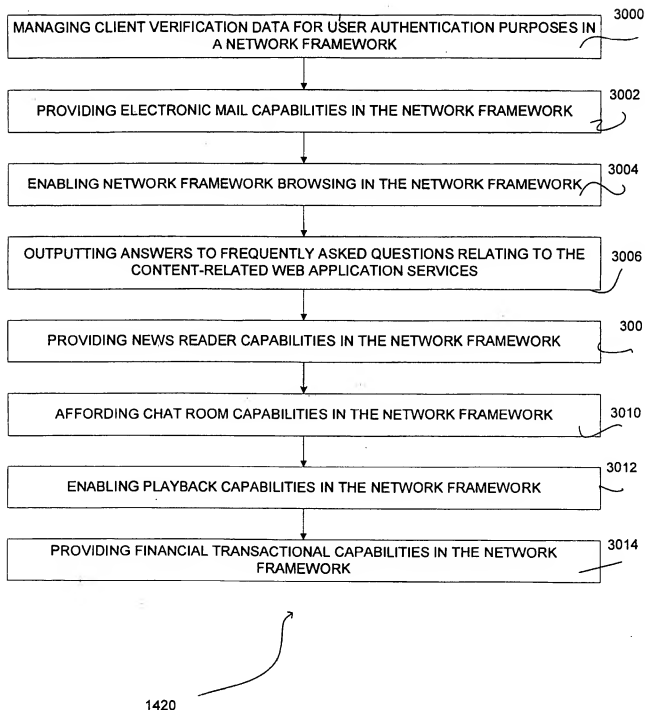 3000
MANAGING CLIENT VERIFICATION DATA FOR USER AUTHENTICATION PURPOSES IN
A NETWORK FRAMEWORK
3002
PROVIDING ELECTRONIC MAIL CAPABILITIES IN THE NETWORK FRAMEWORK
3004
ENABLING NETWORK FRAMEWORK BROWSING IN THE NETWORK FRAMEWORK
OUTPUTTING ANSWERS TO FREQUENTLY ASKED QUESTIONS RELATING TO THE
CONTENT-RELATED WEB APPLICATION SERVICES
3006
PROVIDING NEWS READER CAPABILITIES IN THE NETWORK FRAMEWORK
300
AFFORDING CHAT ROOM CAPABILITIES IN THE NETWORK FRAMEWORK
3010
ENABLING PLAYBACK CAPABILITIES IN THE NETWORK FRAMEWORK
3012
PROVIDING FINANCIAL TRANSACTIONAL CAPABILITIES IN THE NETWORK
FRAMEWORK
3014
1420